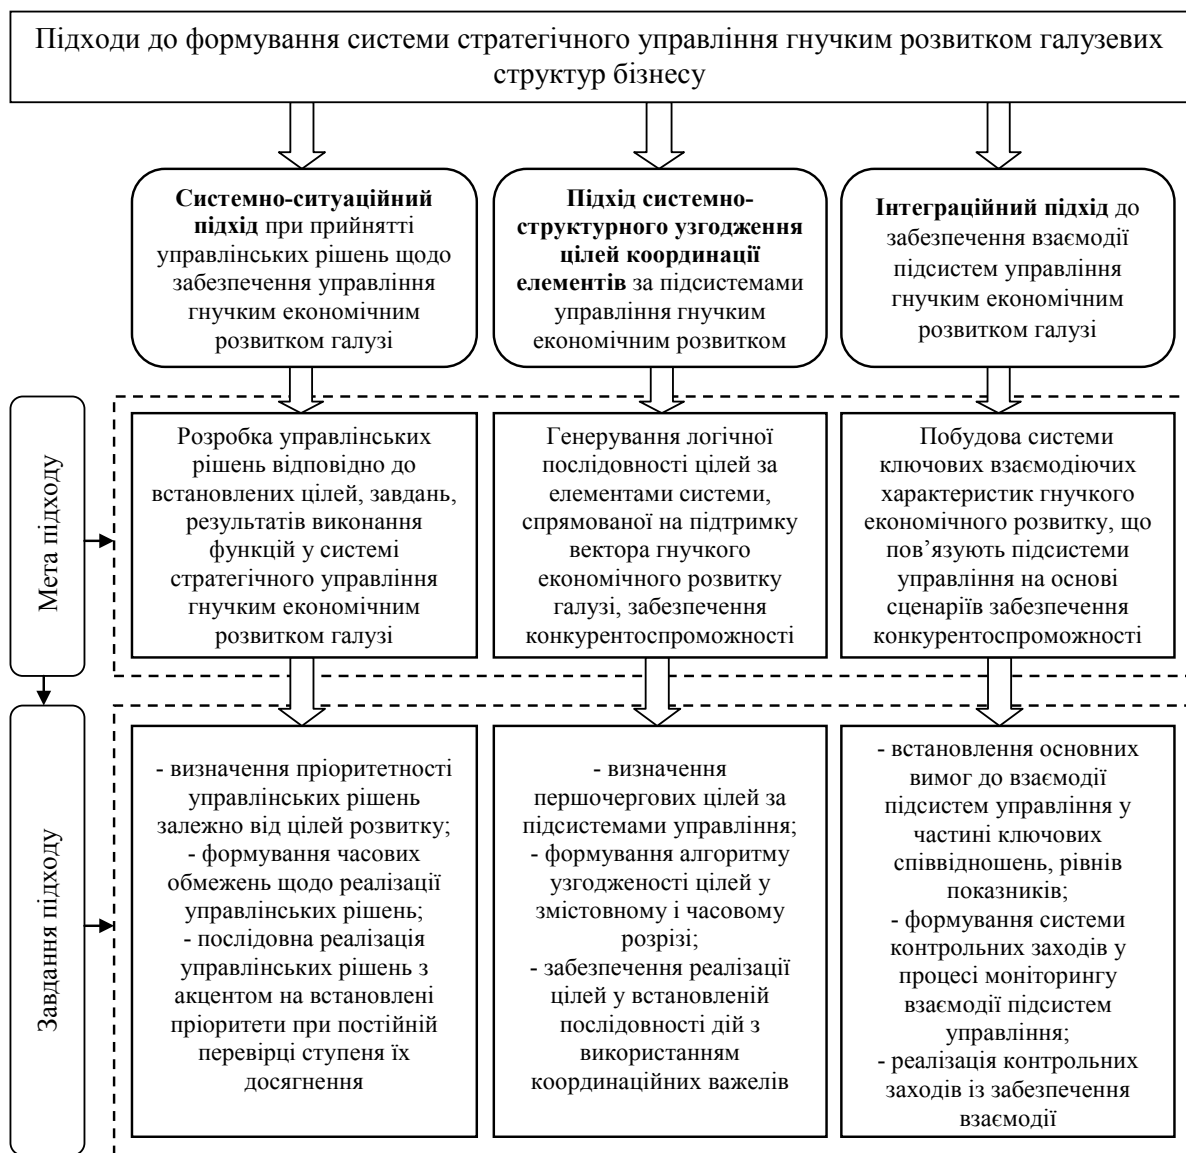 Підходи до формування системи стратегічного управління гнучким розвитком галузевих
структур бізнесу
Системно-ситуаційний
підхід при прийнятті
управлінських рішень щодо
забезпечення управління
гнучким економічним
розвитком галузі
Підхід системно-
структурного узгодження
цілей координації
елементів за підсистемами
управління гнучким
економічним розвитком
Інтеграційний підхід до
забезпечення взаємодії
підсистем управління
гнучким економічним
розвитком галузі
Мета підходу
Розробка управлінських
рішень відповідно до
встановлених цілей, завдань,
результатів виконання
функцій у системі
стратегічного управління
гнучким економічним
розвитком галузі
Генерування логічної
послідовності цілей за
елементами системи,
спрямованої на підтримку
вектора гнучкого
економічного розвитку
галузі, забезпечення
конкурентоспроможності
Побудова системи
ключових взаємодіючих
характеристик гнучкого
економічного розвитку, що
пов’язують підсистеми
управління на основі
сценаріїв забезпечення
конкурентоспроможності
Завдання підходу
- визначення пріоритетності
управлінських рішень
залежно від цілей розвитку;
- формування часових
обмежень щодо реалізації
управлінських рішень;
- послідовна реалізація
управлінських рішень з
акцентом на встановлені
пріоритети при постійній
перевірці ступеня їх
досягнення
- визначення
першочергових цілей за
підсистемами управління;
- формування алгоритму
узгодженості цілей у
змістовному і часовому
розрізі;
- забезпечення реалізації
цілей у встановленій
послідовності дій з
використанням
координаційних важелів
- встановлення основних
вимог до взаємодії
підсистем управління у
частині ключових
співвідношень, рівнів
показників;
- формування системи
контрольних заходів у
процесі моніторингу
взаємодії підсистем
управління;
- реалізація контрольних
заходів із забезпечення
взаємодії